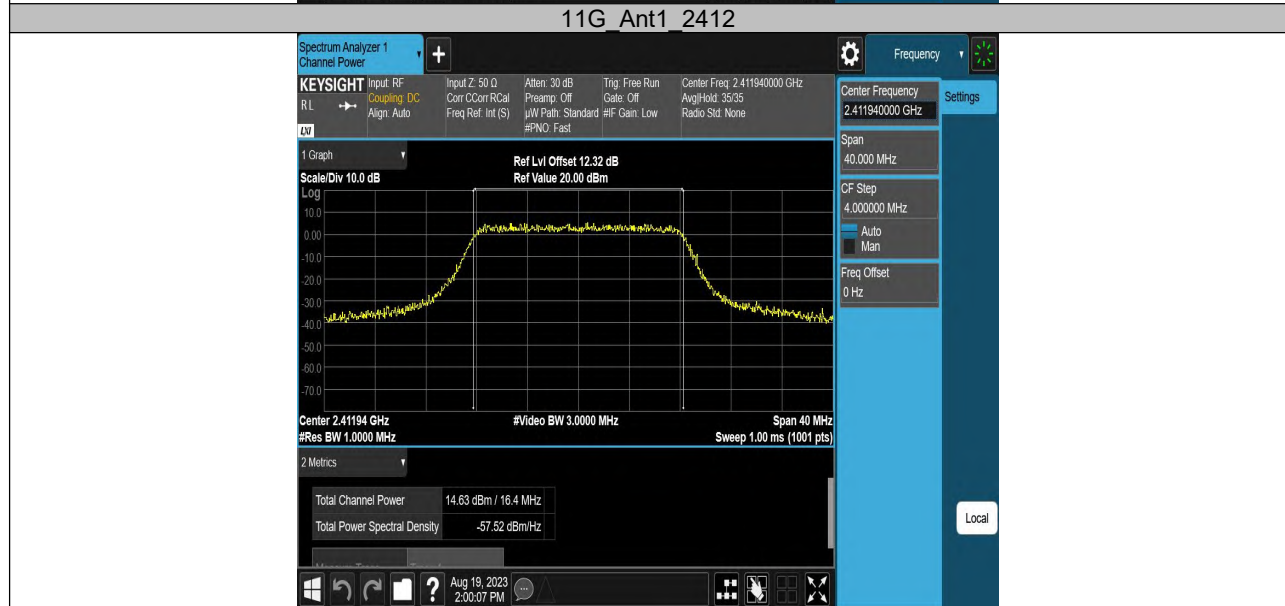 11G_Ant1_2412
Spectrum Analyzer 1
Channel Power
+
Frequency
KEYSIGHT
RL
LXI
Input: RF
Coupling: DC
Align: Auto
Input Z: 50 Ω
Corr CCorr RCal
Freq Ref: Int (S)
Atten: 30 dB
Preamp: Off
µW Path: Standard
#PNO: Fast
Trig: Free Run
Gate: Off
#IF Gain: Low
Center Freq: 2.411940000 GHz
Avg|Hold: 35/35
Radio Std: None
Center Frequency
2.411940000 GHz
Settings
Span
40.000 MHz
CF Step
4.000000 MHz
Auto
Man
Freq Offset
0 Hz
Local
1 Graph
Ref Lvl Offset 12.32 dB
Scale/Div 10.0 dB
Ref Value 20.00 dBm
Log
10.0
0.00
-10.0
-20.0
-30.0
-40.0
-50.0
-60.0
-70.0
Center 2.41194 GHz
#Video BW 3.0000 MHz
Span 40 MHz
#Res BW 1.0000 MHz
Sweep 1.00 ms (1001 pts)
2 Metrics
Total Channel Power 14.63 dBm / 16.4 MHz
Total Power Spectral Density -57.52 dBm/Hz
?
Aug 19, 2023
2:00:07 PM